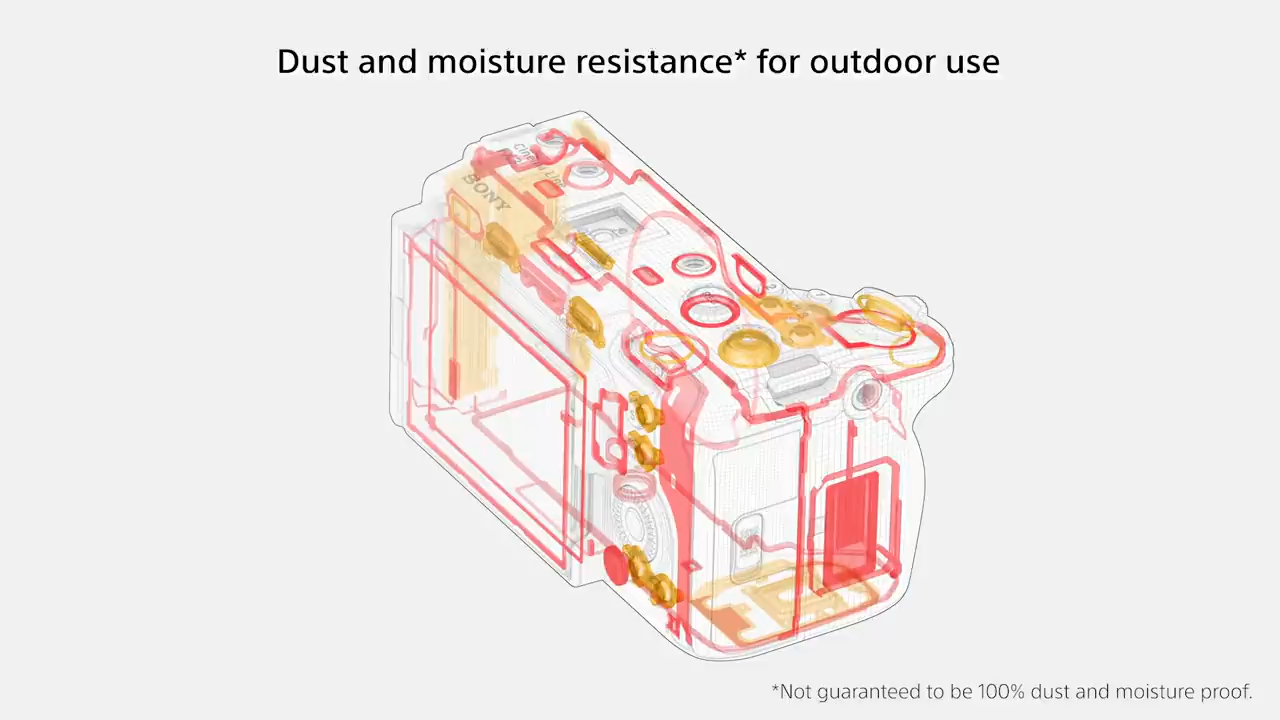 Dust and moisture resistance* for outdoor use
SONY
*Not guaranteed to be 100% dust and moisture proof.